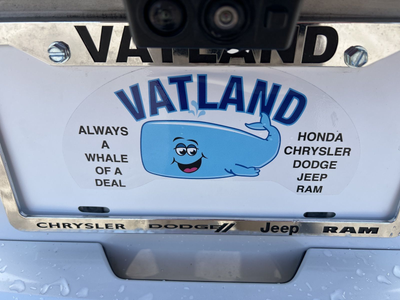 VATLAND
VATLAND
ALWAYS
A
WHALE
OF A
DEAL
HONDA
CHRYSLER
DODGE
JEEP
RAM
CHRYSLER DODGE Jeep RAM